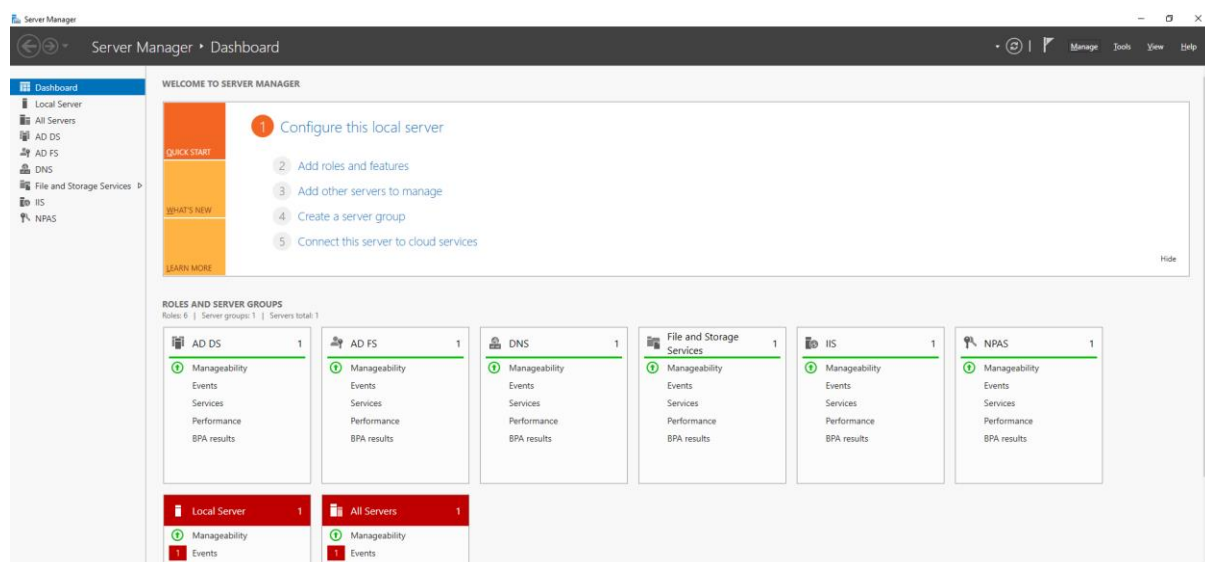 Server Manager
Server Manager • Dashboard
Manage Tools View Help
Dashboard
Local Server
All Servers
AD DS
AD FS
DNS
File and Storage Services
IIS
NPAS
WELCOME TO SERVER MANAGER
QUICK START
WHAT'S NEW
LEARN MORE
1 Configure this local server
2 Add roles and features
3 Add other servers to manage
4 Create a server group
5 Connect this server to cloud services
Hide
ROLES AND SERVER GROUPS
Roles: 6 | Server groups: 1 | Servers total: 1
AD DS 1
Manageability
Events
Services
Performance
BPA results
AD FS 1
Manageability
Events
Services
Performance
BPA results
DNS 1
Manageability
Events
Services
Performance
BPA results
File and Storage
Services 1
Manageability
Events
Services
Performance
BPA results
IIS 1
Manageability
Events
Services
Performance
BPA results
NPAS 1
Manageability
Events
Services
Performance
BPA results
Local Server 1
Manageability
1 Events
All Servers 1
Manageability
1 Events